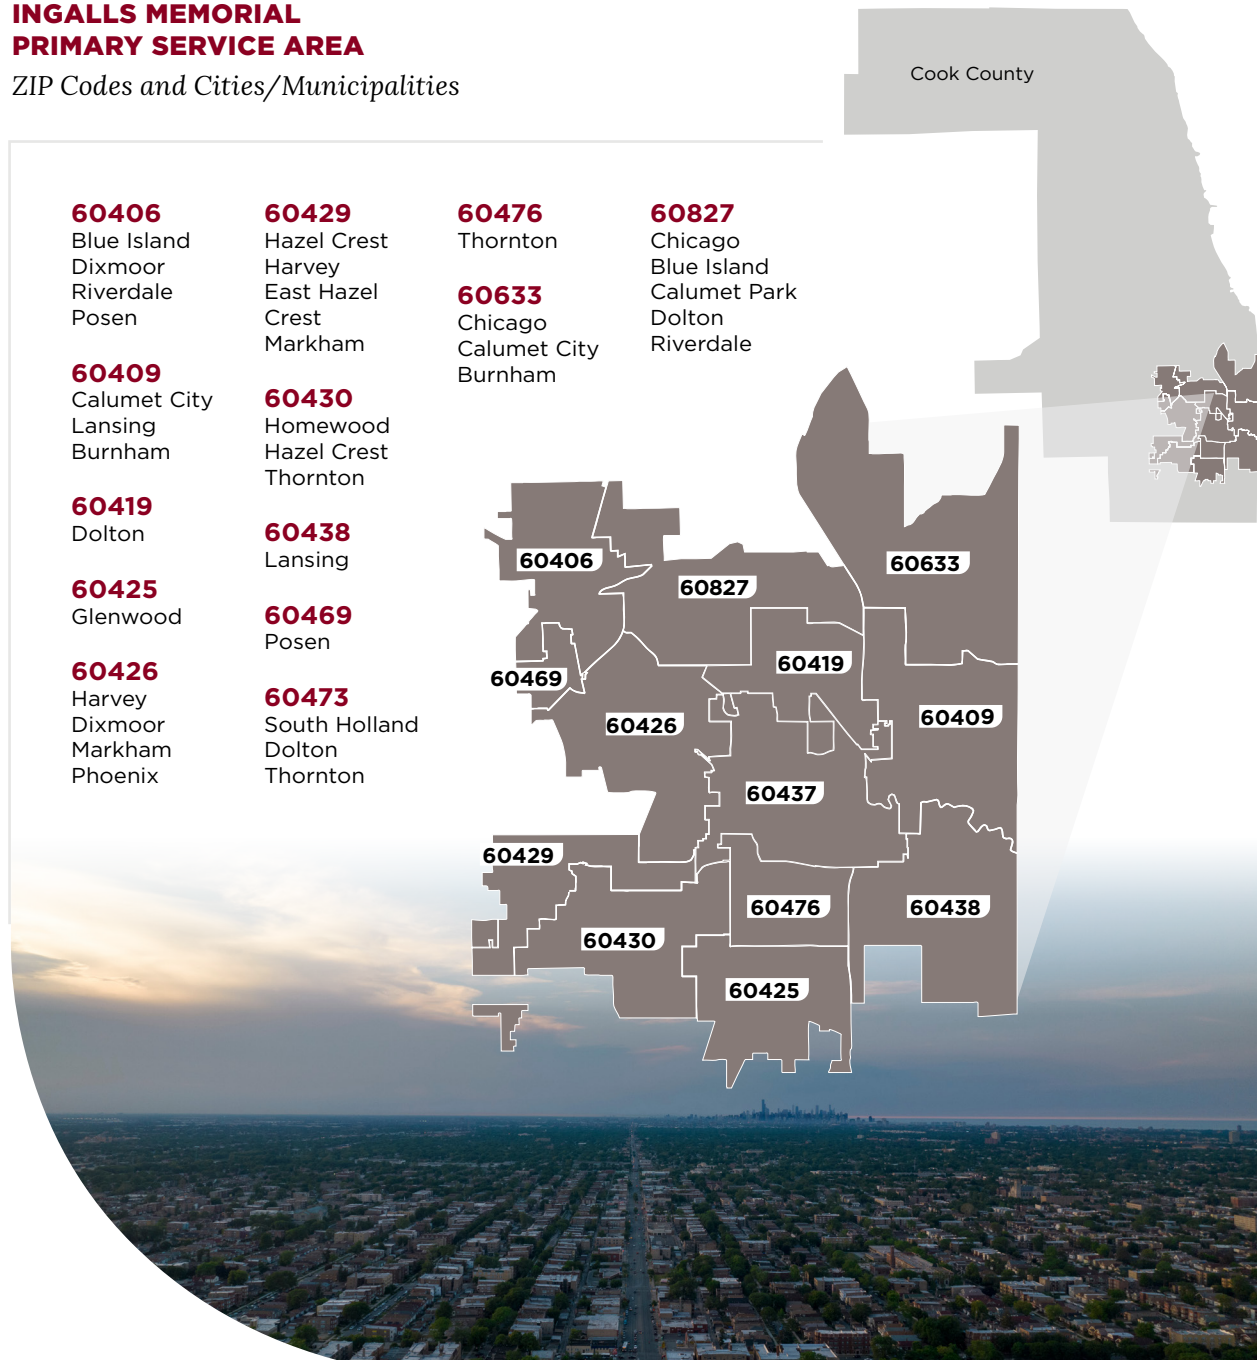 INGALLS MEMORIAL
PRIMARY SERVICE AREA
ZIP Codes and Cities/Municipalities
Cook County
60406
Blue Island
Dixmoor
Riverdale
Posen
60409
Calumet City
Lansing
Burnham
60419
Dolton
60425
Glenwood
60426
Harvey
Dixmoor
Markham
Phoenix
60429
Hazel Crest
Harvey
East Hazel
Crest
Markham
60430
Homewood
Hazel Crest
Thornton
60438
Lansing
60469
Posen
60473
South Holland
Dolton
Thornton
60476
Thornton
60633
Chicago
Calumet City
Burnham
60827
Chicago
Blue Island
Calumet Park
Dolton
Riverdale
60406
60633
60827
60419
60469
60409
60426
60437
60429
60476
60438
60430
60425